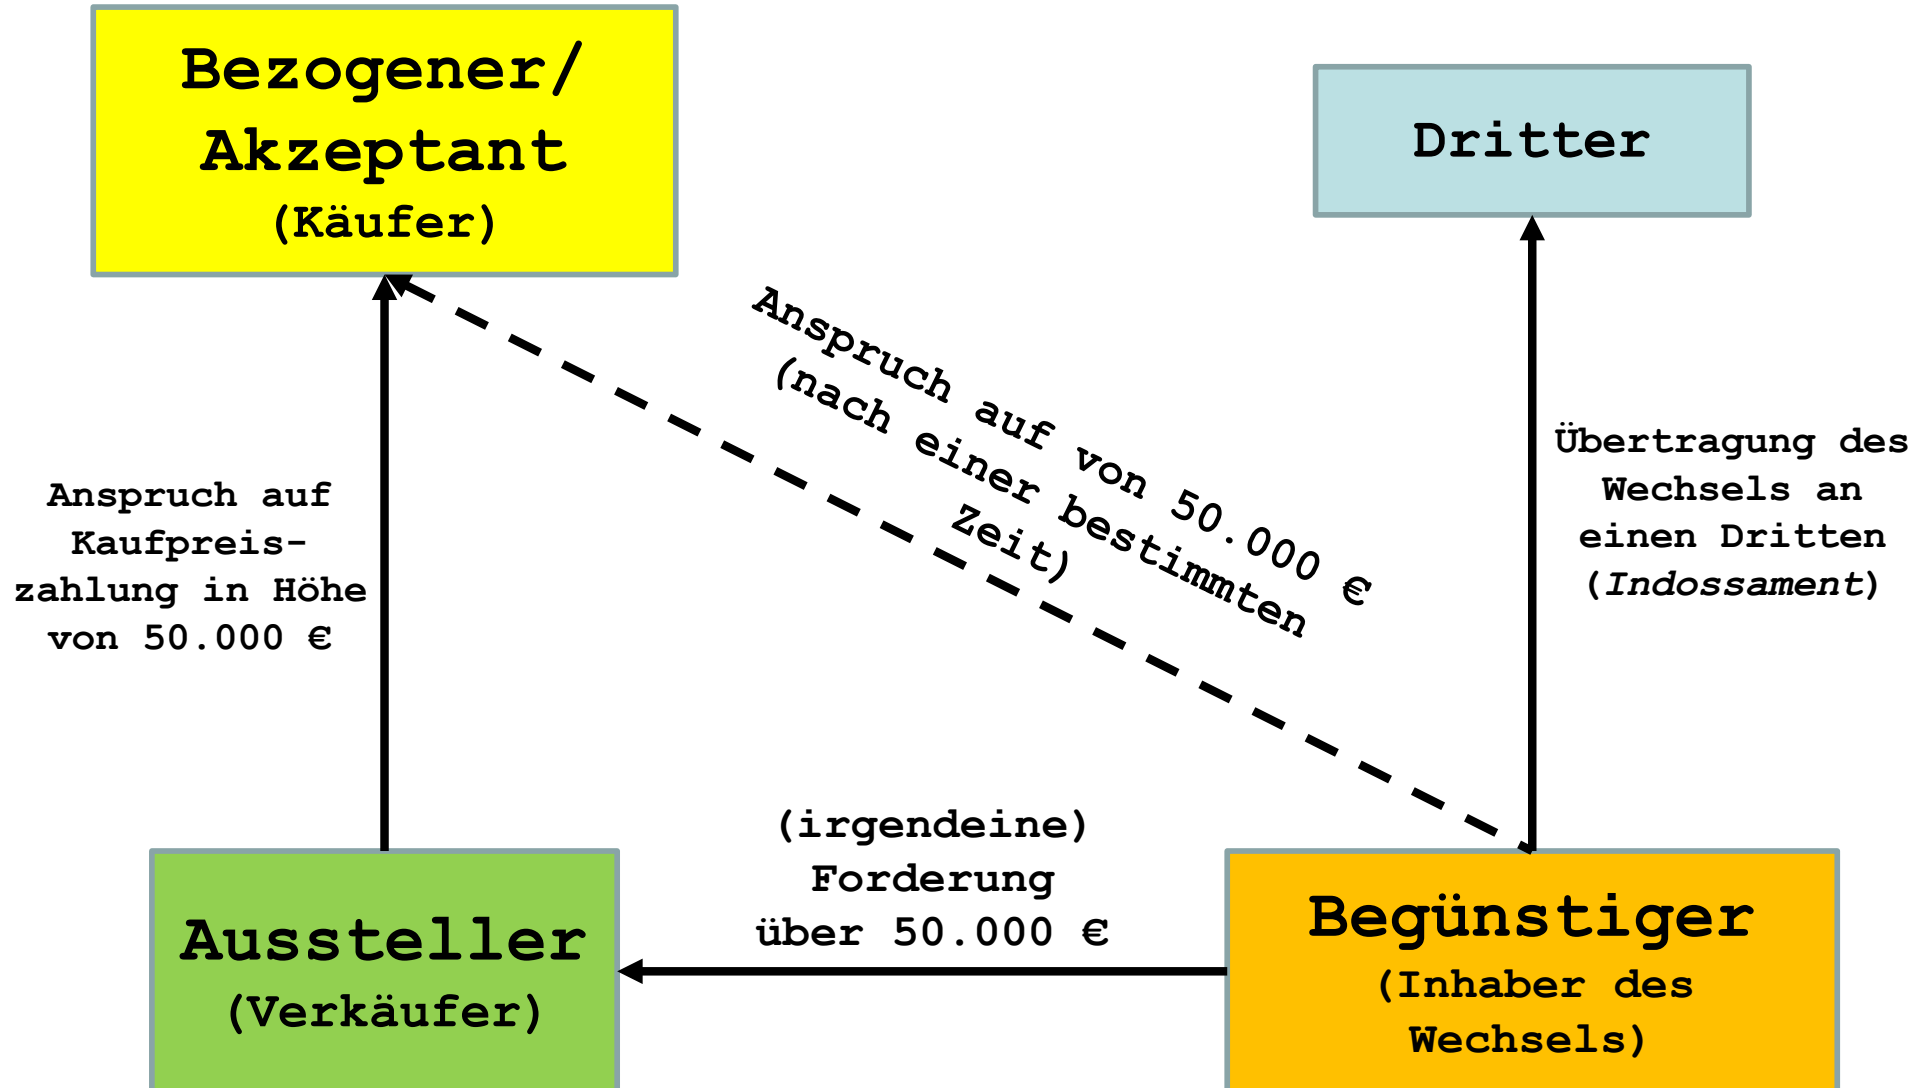 Bezogener/
Akzeptant
(Käufer)
Dritter
Anspruch auf von 50.000 €
(nach einer bestimmten
Zeit)
Übertragung des
Wechsels an
einen Dritten
(Indossament)
Anspruch auf
Kaufpreis-
zahlung in Höhe
von 50.000 €
(irgendeine)
Forderung
über 50.000 €
Aussteller
(Verkäufer)
Begünstiger
(Inhaber des
Wechsels)